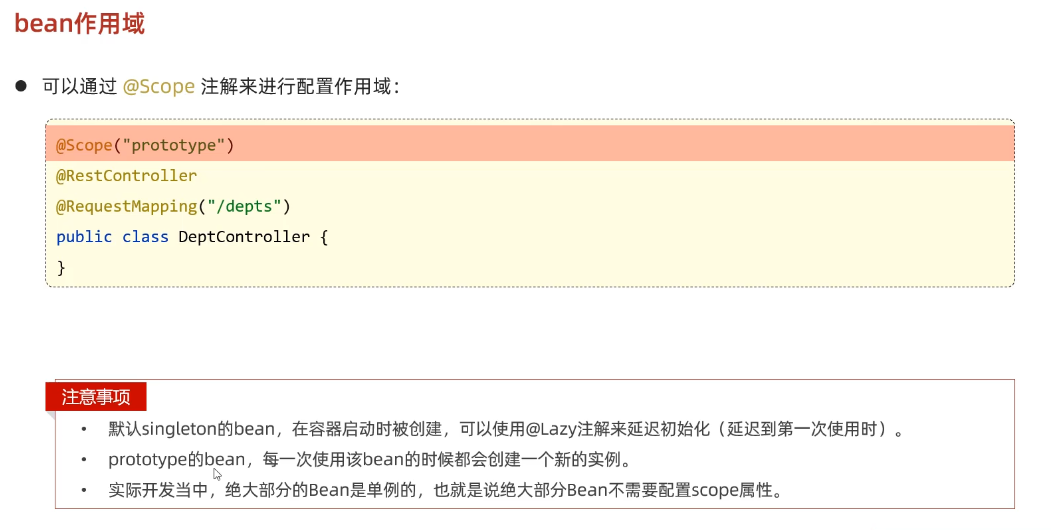 bean作用域
● 可以通过 @Scope 注解来进行配置作用域：
@Scope("prototype")
@RestController
@RequestMapping("/depts")
public class DeptController {
}
注意事项
• 默认singleton的bean，在容器启动时被创建，可以使用@Lazy注解来延迟初始化（延迟到第一次使用时）。
• prototype的bean，每一次使用该bean的时候都会创建一个新的实例。
• 实际开发当中，绝大部分的Bean是单例的，也就是说绝大部分Bean不需要配置scope属性。